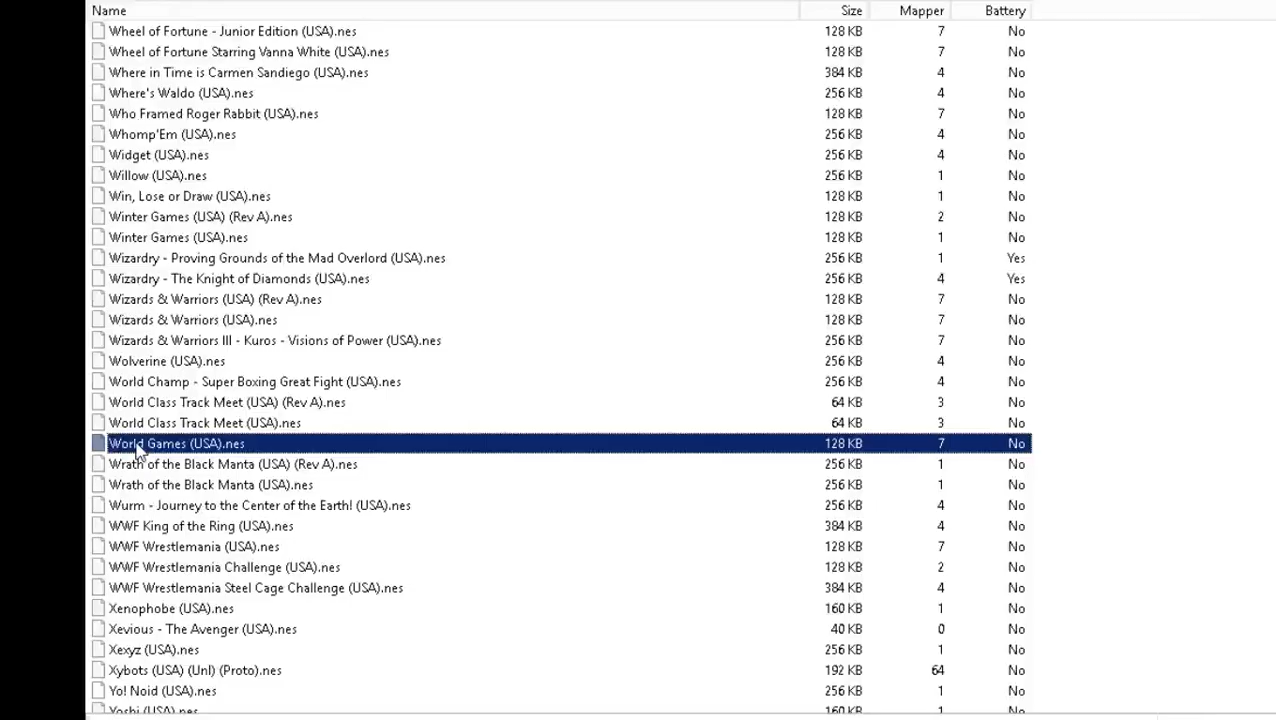 Name Size Mapper Battery
Wheel of Fortune - Junior Edition (USA).nes 128 KB 7 No
Wheel of Fortune Starring Vanna White (USA).nes 128 KB 7 No
Where in Time is Carmen Sandiego (USA).nes 384 KB 4 No
Where's Waldo (USA).nes 256 KB 4 No
Who Framed Roger Rabbit (USA).nes 128 KB 7 No
Whomp'Em (USA).nes 256 KB 4 No
Widget (USA).nes 256 KB 4 No
Willow (USA).nes 256 KB 1 No
Win, Lose or Draw (USA).nes 128 KB 1 No
Winter Games (USA) (Rev A).nes 128 KB 2 No
Winter Games (USA).nes 128 KB 1 No
Wizardry - Proving Grounds of the Mad Overlord (USA).nes 256 KB 1 Yes
Wizardry - The Knight of Diamonds (USA).nes 256 KB 4 Yes
Wizards & Warriors (USA) (Rev A).nes 128 KB 7 No
Wizards & Warriors (USA).nes 128 KB 7 No
Wizards & Warriors III - Kuros - Visions of Power (USA).nes 256 KB 7 No
Wolverine (USA).nes 256 KB 4 No
World Champ - Super Boxing Great Fight (USA).nes 256 KB 4 No
World Class Track Meet (USA) (Rev A).nes 64 KB 3 No
World Class Track Meet (USA).nes 64 KB 3 No
World Games (USA).nes 128 KB 7 No
Wrath of the Black Manta (USA) (Rev A).nes 256 KB 1 No
Wrath of the Black Manta (USA).nes 256 KB 1 No
Wurm - Journey to the Center of the Earth! (USA).nes 256 KB 4 No
WWF King of the Ring (USA).nes 384 KB 4 No
WWF Wrestlemania (USA).nes 128 KB 7 No
WWF Wrestlemania Challenge (USA).nes 128 KB 2 No
WWF Wrestlemania Steel Cage Challenge (USA).nes 384 KB 4 No
Xenophobe (USA).nes 160 KB 1 No
Xevious - The Avenger (USA).nes 40 KB 0 No
Xexyz (USA).nes 256 KB 1 No
Xybots (USA) (Unl) (Proto).nes 192 KB 64 No
Yo! Noid (USA).nes 256 KB 1 No
Yoshi (USA).nes 160 KB 1 No